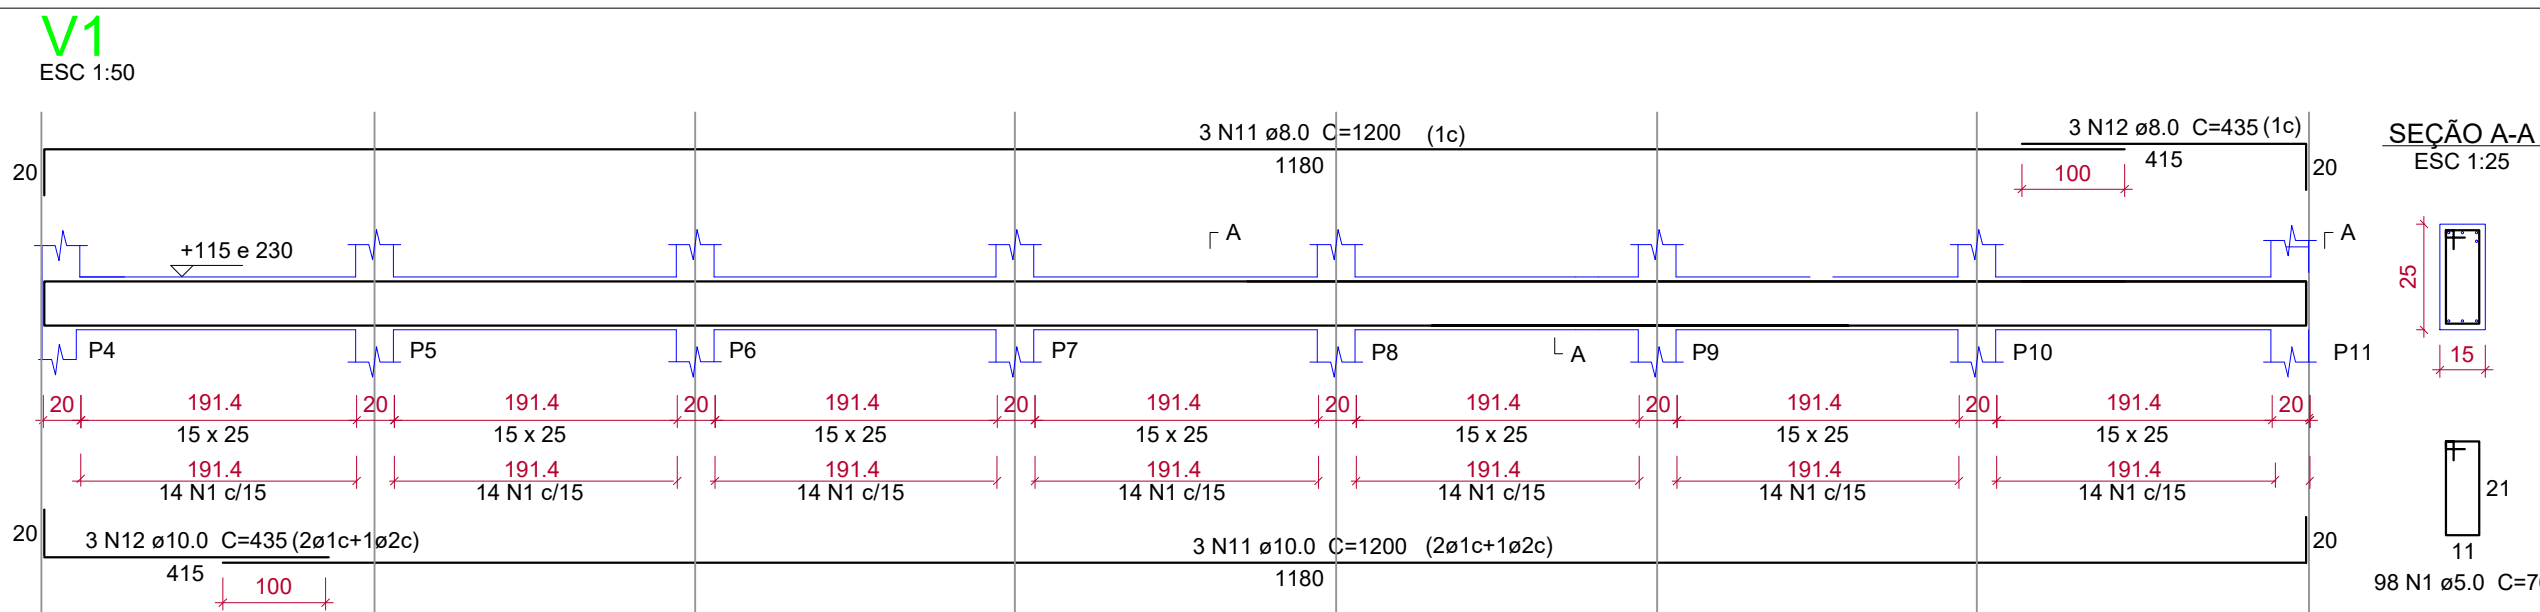 V1
ESC 1:50
3 N11 ø8.0 C=1200 (1c)
3 N12 ø8.0 C=435 (1c)
SEÇÃO A-A
ESC 1:25
20
1180
415
20
100
A
A
+115 e 230
25
P4
P5
P6
P7
P8
A
P9
P10
P11
15
20 191.4 20 191.4 20 191.4 20 191.4 20 191.4 20 191.4 20 191.4 20
15 x 25 15 x 25 15 x 25 15 x 25 15 x 25 15 x 25 15 x 25
191.4 191.4 191.4 191.4 191.4 191.4 191.4
14 N1 c/15 14 N1 c/15 14 N1 c/15 14 N1 c/15 14 N1 c/15 14 N1 c/15 14 N1 c/15
21
20
3 N12 ø10.0 C=435 (2ø1c+1ø2c)
3 N11 ø10.0 C=1200 (2ø1c+1ø2c)
20
11
415
1180
100
98 N1 ø5.0